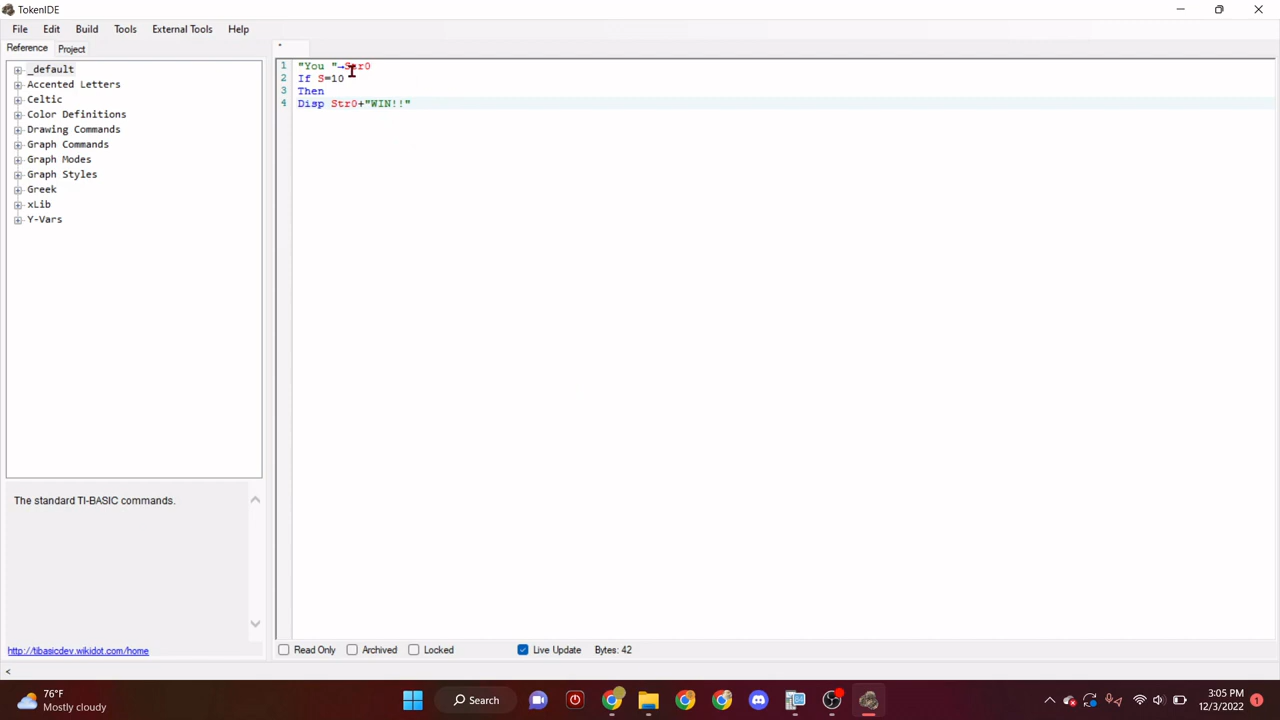 TokenIDE
File Edit Build Tools External Tools Help
Reference Project
*
_default
Accented Letters
Celtic
Color Definitions
Drawing Commands
Graph Commands
Graph Modes
Graph Styles
Greek
xLib
Y-Vars
1 "You "→Str0
2 If S=10
3 Then
4 Disp Str0+"WIN!!"
The standard TI-BASIC commands.
http://tibasicdev.wikidot.com/home
Read Only Archived Locked Live Update Bytes: 42
<
76°F
Mostly cloudy
Search
3:05 PM
12/3/2022
1